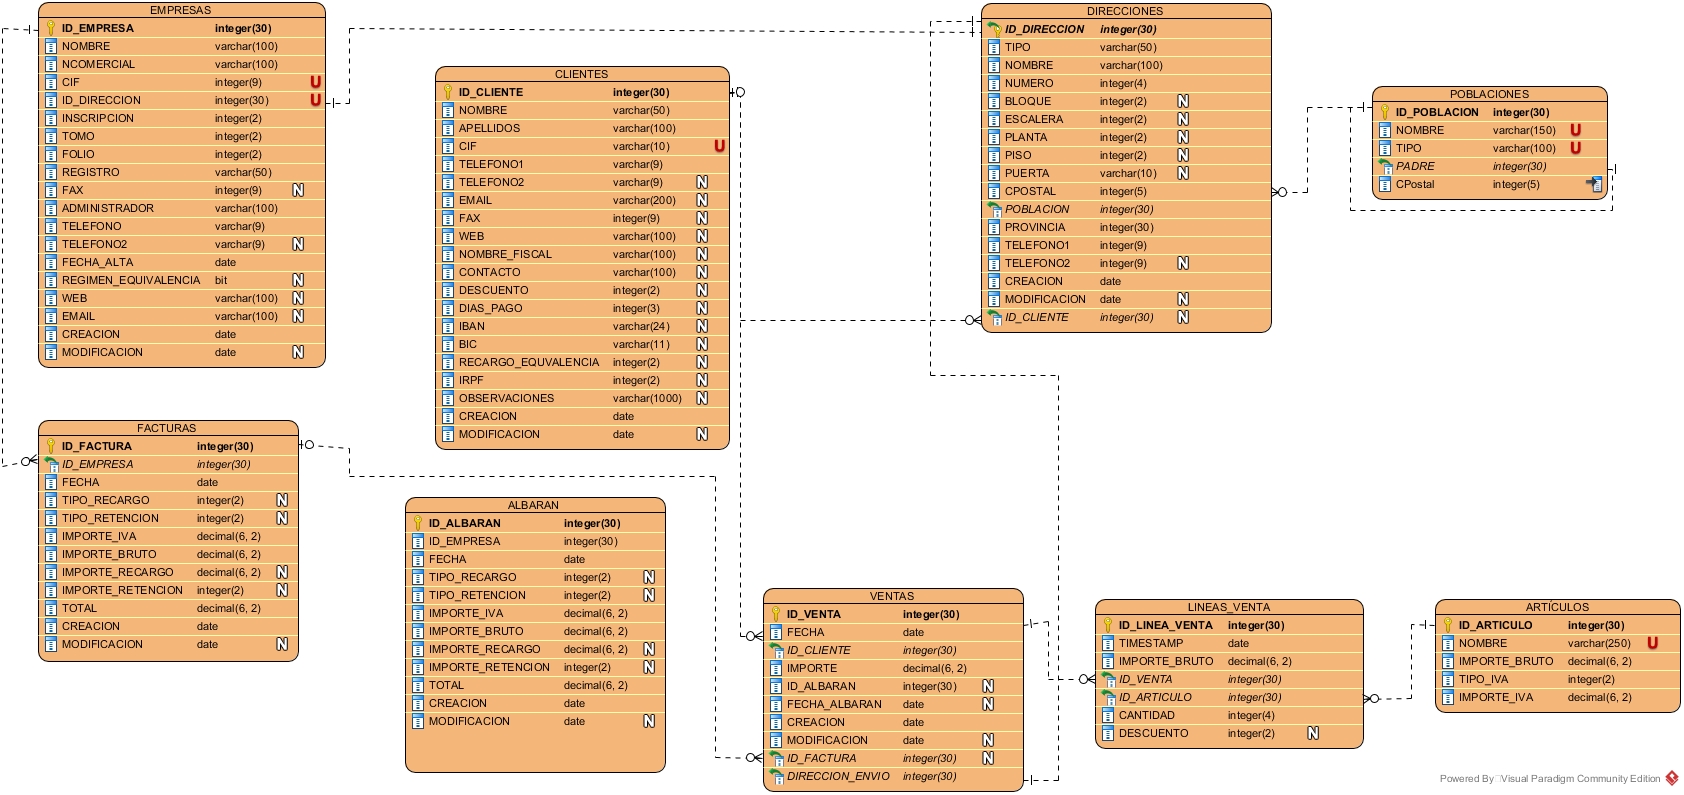 EMPRESAS
ID_EMPRESA integer(30)
NOMBRE varchar(100)
NCOMERCIAL varchar(100)
CIF integer(9) U
ID_DIRECCION integer(30) U
INSCRIPCION integer(2)
TOMO integer(2)
FOLIO integer(2)
REGISTRO varchar(50)
FAX integer(9) N
ADMINISTRADOR varchar(100)
TELEFONO varchar(9)
TELEFONO2 varchar(9) N
FECHA_ALTA date
REGIMEN_EQUIVALENCIA bit N
WEB varchar(100) N
EMAIL varchar(100) N
CREACION date
MODIFICACION date N
CLIENTES
ID_CLIENTE integer(30)
NOMBRE varchar(50)
APELLIDOS varchar(100)
CIF varchar(10) U
TELEFONO1 varchar(9)
TELEFONO2 varchar(9) N
EMAIL varchar(200) N
FAX integer(9) N
WEB varchar(100) N
NOMBRE_FISCAL varchar(100) N
CONTACTO varchar(100) N
DESCUENTO integer(2) N
DIAS_PAGO integer(3) N
IBAN varchar(24) N
BIC varchar(11) N
RECARGO_EQUVALENCIA integer(2) N
IRPF integer(2) N
OBSERVACIONES varchar(1000) N
CREACION date
MODIFICACION date N
DIRECCIONES
ID_DIRECCION integer(30)
TIPO varchar(50)
NOMBRE varchar(100)
NUMERO integer(4)
BLOQUE integer(2) N
ESCALERA integer(2) N
PLANTA integer(2) N
PISO integer(2) N
PUERTA varchar(10) N
CPOSTAL integer(5)
POBLACION integer(30)
PROVINCIA integer(30)
TELEFONO1 integer(9)
TELEFONO2 integer(9) N
CREACION date
MODIFICACION date N
ID_CLIENTE integer(30) N
POBLACIONES
ID_POBLACION integer(30)
NOMBRE varchar(150) U
TIPO varchar(100) U
PADRE integer(30)
CPostal integer(5)
FACTURAS
ID_FACTURA integer(30)
ID_EMPRESA integer(30)
FECHA date
TIPO_RECARGO integer(2) N
TIPO_RETENCION integer(2) N
IMPORTE_IVA decimal(6, 2)
IMPORTE_BRUTO decimal(6, 2)
IMPORTE_RECARGO decimal(6, 2) N
IMPORTE_RETENCION integer(2) N
TOTAL decimal(6, 2)
CREACION date
MODIFICACION date N
ALBARAN
ID_ALBARAN integer(30)
ID_EMPRESA integer(30)
FECHA date
TIPO_RECARGO integer(2) N
TIPO_RETENCION integer(2) N
IMPORTE_IVA decimal(6, 2)
IMPORTE_BRUTO decimal(6, 2)
IMPORTE_RECARGO decimal(6, 2) N
IMPORTE_RETENCION integer(2) N
TOTAL decimal(6, 2)
CREACION date
MODIFICACION date N
VENTAS
ID_VENTA integer(30)
FECHA date
ID_CLIENTE integer(30)
IMPORTE decimal(6, 2)
ID_ALBARAN integer(30) N
FECHA_ALBARAN date N
CREACION date
MODIFICACION date N
ID_FACTURA integer(30) N
DIRECCION_ENVIO integer(30)
LINEAS_VENTA
ID_LINEA_VENTA integer(30)
TIMESTAMP date
IMPORTE_BRUTO decimal(6, 2)
ID_VENTA integer(30)
ID_ARTICULO integer(30)
CANTIDAD integer(4)
DESCUENTO integer(2) N
ARTÍCULOS
ID_ARTICULO integer(30)
NOMBRE varchar(250) U
IMPORTE_BRUTO decimal(6, 2)
TIPO_IVA integer(2)
IMPORTE_IVA decimal(6, 2)
Powered By Visual Paradigm Community Edition